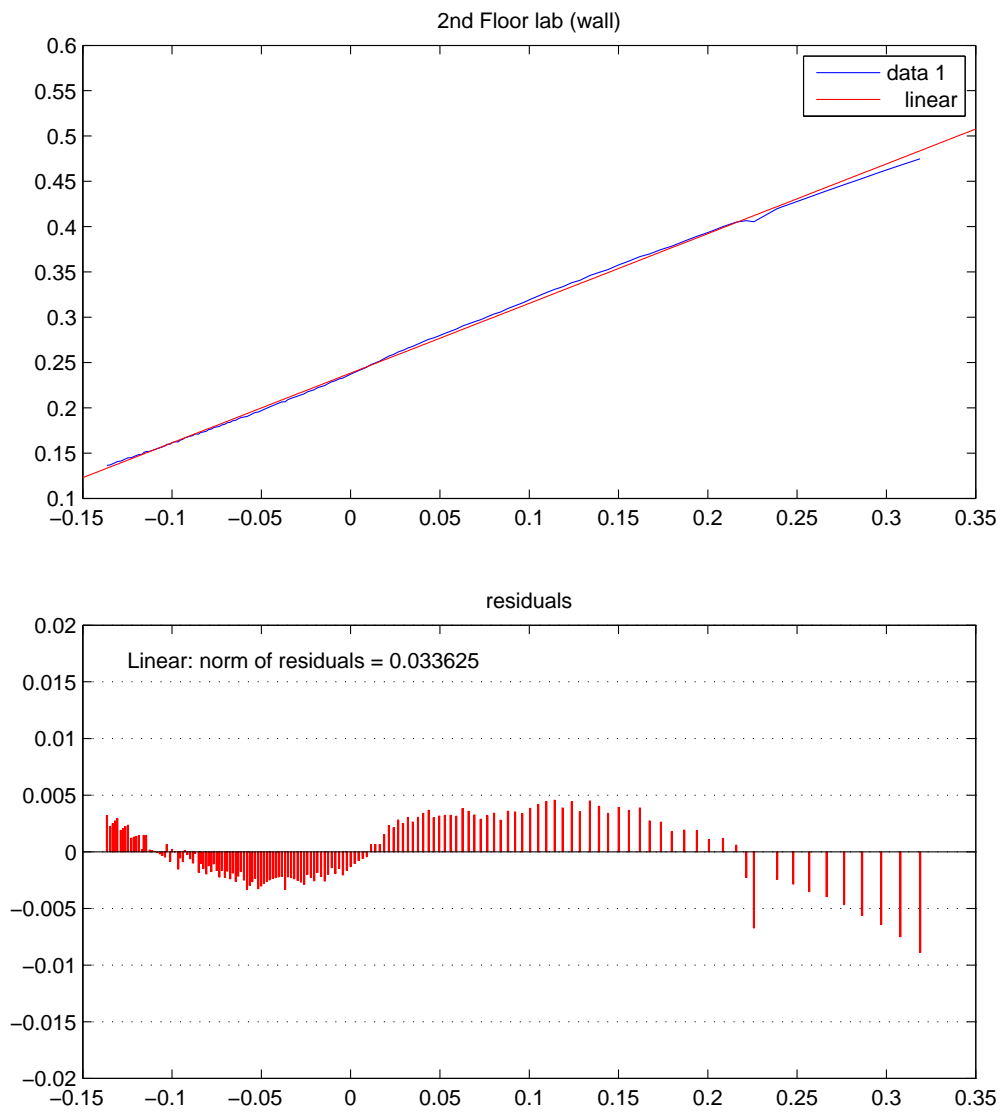 2nd Floor lab (wall)
0.6
0.55
0.5
0.45
0.4
0.35
0.3
0.25
0.2
0.15
0.1
data 1
linear
−0.15 −0.1 −0.05 0 0.05 0.1 0.15 0.2 0.25 0.3 0.35
residuals
Linear: norm of residuals = 0.033625
0.02
0.015
0.01
0.005
0
−0.005
−0.01
−0.015
−0.02
−0.15 −0.1 −0.05 0 0.05 0.1 0.15 0.2 0.25 0.3 0.35